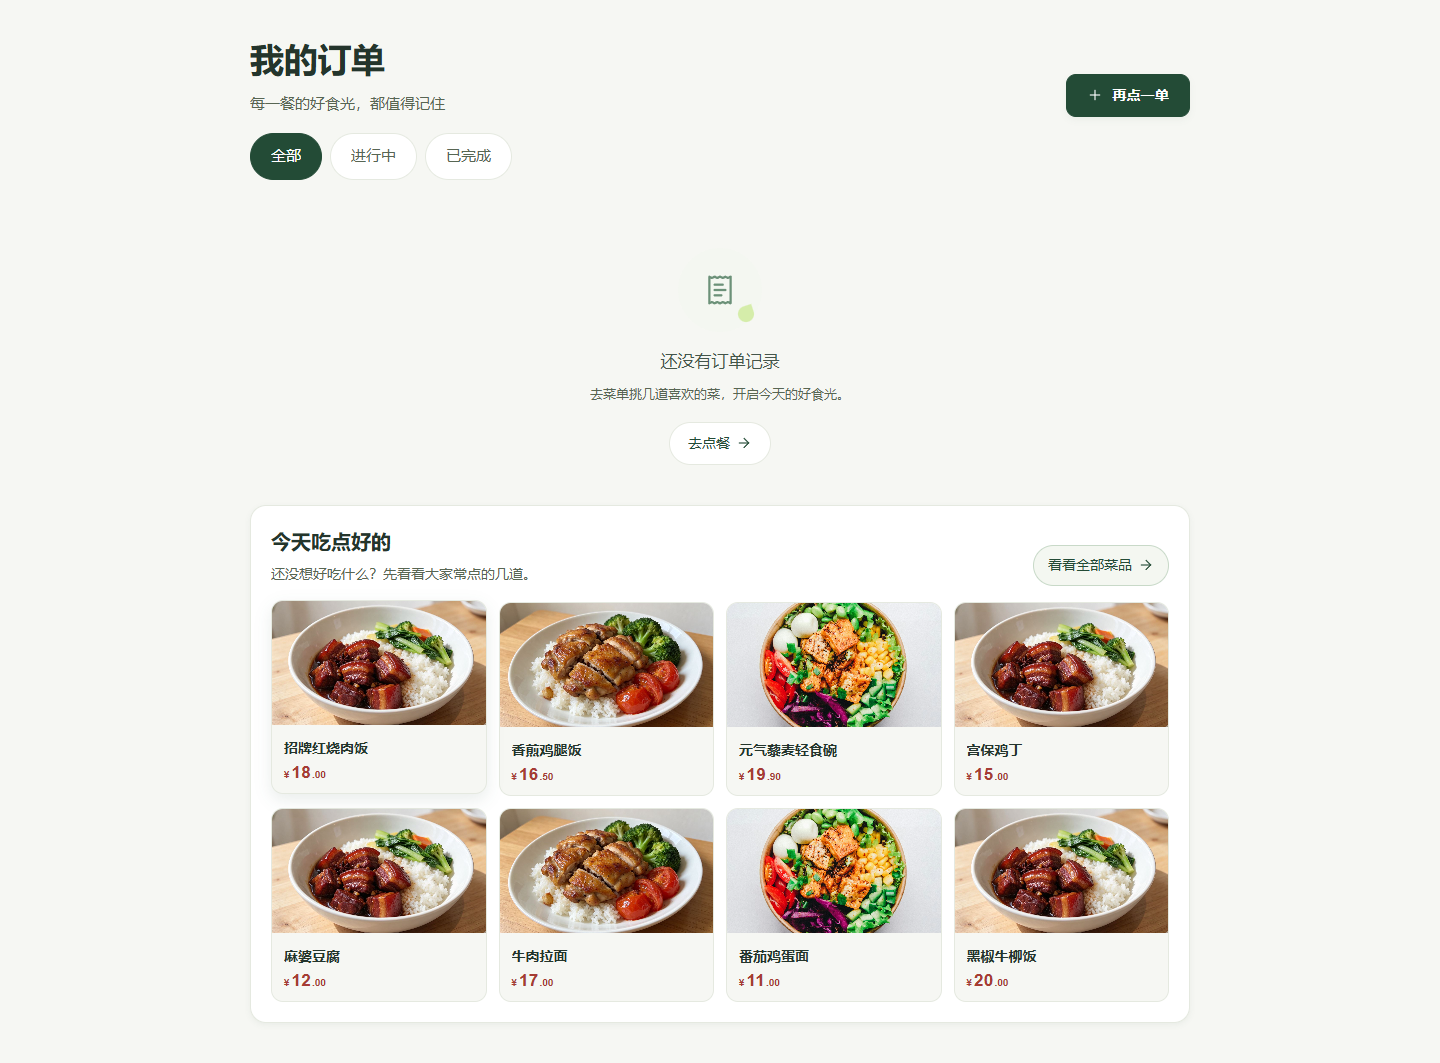 我的订单
每一餐的好食光，都值得记住
再点一单
全部
进行中
已完成
还没有订单记录
去菜单挑几道喜欢的菜，开启今天的好食光。
去点餐
今天吃点好的
还没想好吃什么？先看看大家常点的几道。
看看全部菜品
招牌红烧肉饭
¥18.00
香煎鸡腿饭
¥16.50
元气藜麦轻食碗
¥19.90
宫保鸡丁
¥15.00
麻婆豆腐
¥12.00
牛肉拉面
¥17.00
番茄鸡蛋面
¥11.00
黑椒牛柳饭
¥20.00